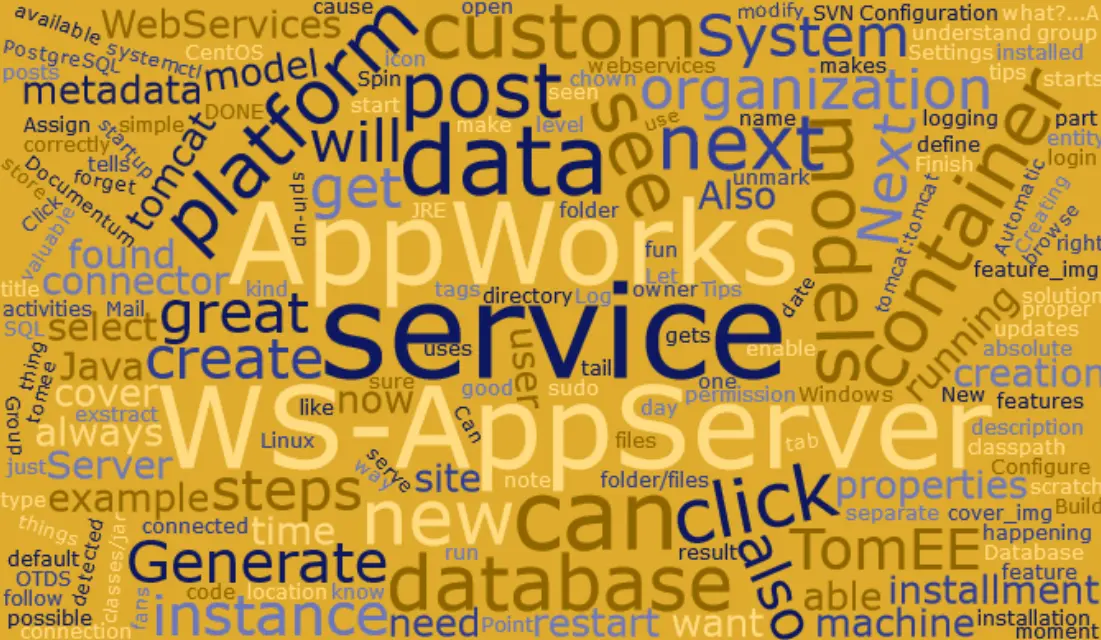 available
WebServices
cause
open
modify
SVN Configuration
what?...A
PostgreSQL
systemctl
CentOS
platform
icon
custom
System
understand group
posts
metadata
model
Spin
post
chown
webservices
makes
Settings
installed
DONE
start
seen
see
organization
tips
starts
Assign
startup
simple
tomcat
will
make
level
use
next
name
models
Next
logging
container
part
correctly
tells
data
define
entity
store
Documentum
forget
get
unmark
Also
Finish
login
Click
spin-up
JRE
AppWorks
folder
tomcat:tomcat
Automatic
Creating
browse
valuable
found
fun
right
title
connector
kind
tags
directory
Log
Let
owner
Tips
date
feature_img
activities
Mail
great
service
running
solution
proper
SQL
select
user
uses
gets
enable
updates
thing
tomee
Ground
Java
create
tail
absolute
creation
cover
sure
now
good
sudo
one
permission
Windows
New
features
exstract
like
WS-AppServer
Can
day
description
always
Linux
files
tab
classpath
just
Server
way
serve
site
note
folder/files
click
properties
Configure
scratch
type
example
steps
new
can
separate
cover_img
Build
things
detected
classes/jar
connected
time
also
TomEE
happening
default
Generate
run
result
Database
OTDS
database
feature
follow
fans
code
location
know
able
installment
possible
instance
need
Point
restart
want
machine
installation
connection
moment